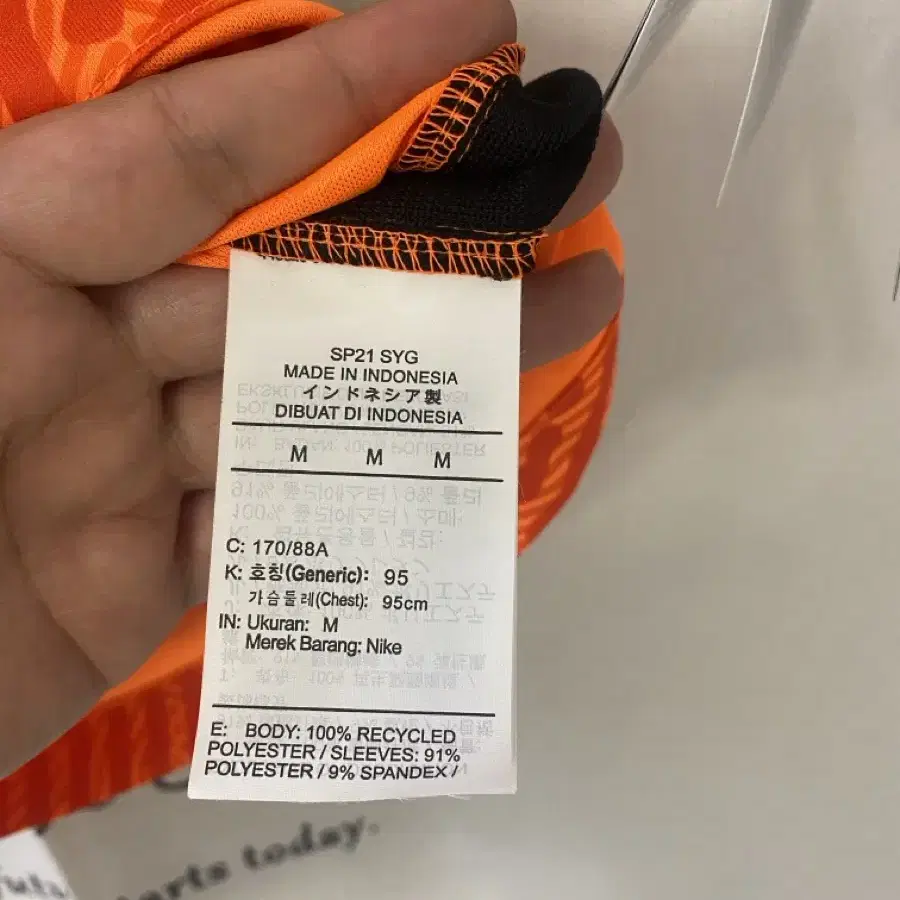 SP21 SYG
MADE IN INDONESIA
インドネシア製
DIBUAT DI INDONESIA
M M M
C: 170/88A
K: 호칭(Generic): 95
가슴둘레(Chest): 95cm
IN: Ukuran: M
Merek Barang: Nike
E: BODY: 100% RECYCLED
POLYESTER / SLEEVES: 91%
POLYESTER / 9% SPANDEX /
starts today.